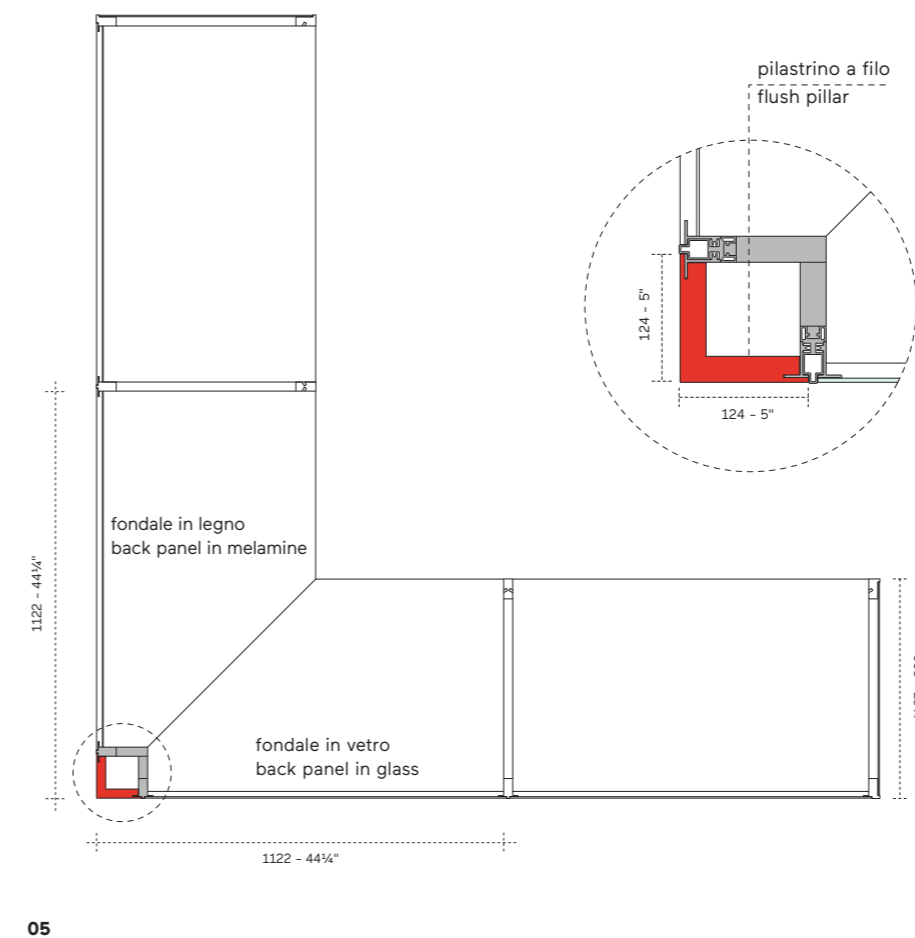 pilastrino a filo
flush pillar
124 - 5"
124 - 5"
fondale in legno
back panel in melamine
1122 - 44¼"
fondale in vetro
back panel in glass
1122 - 44¼"
05